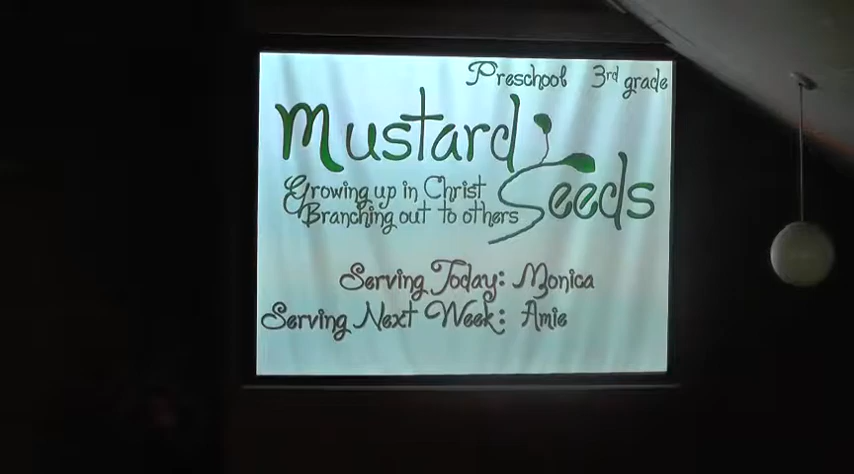 Preschool 3rd grade
Mustard
Seeds
Growing up in Christ
Branching out to others
Serving Today: Monica
Serving Next Week: Amie